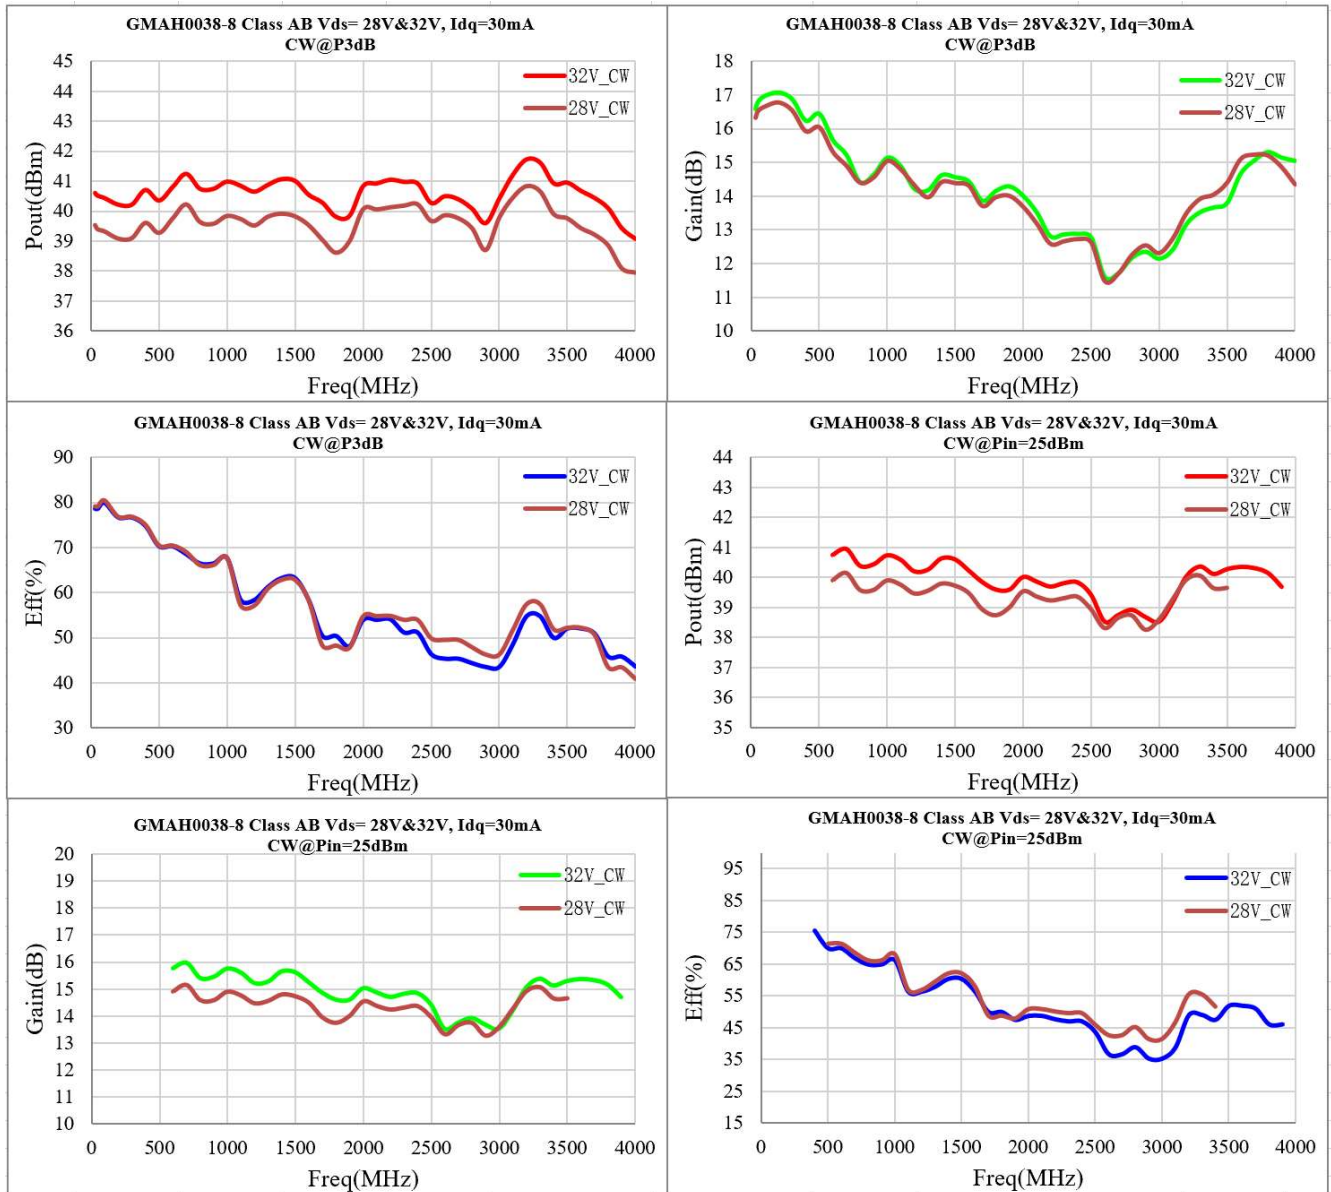 GMAH0038-8 Class AB Vds= 28V&32V, Idq=30mA
CW@P3dB
45
44
43
42
41
40
39
38
37
36
Pout(dBm)
32V_CW
28V_CW
0 500 1000 1500 2000 2500 3000 3500 4000
Freq(MHz)
GMAH0038-8 Class AB Vds= 28V&32V, Idq=30mA
CW@P3dB
18
17
16
15
14
13
12
11
10
Gain(dB)
32V_CW
28V_CW
0 500 1000 1500 2000 2500 3000 3500 4000
Freq(MHz)
GMAH0038-8 Class AB Vds= 28V&32V, Idq=30mA
CW@P3dB
90
80
70
60
50
40
30
Eff(%)
32V_CW
28V_CW
0 500 1000 1500 2000 2500 3000 3500 4000
Freq(MHz)
GMAH0038-8 Class AB Vds= 28V&32V, Idq=30mA
CW@Pin=25dBm
44
43
42
41
40
39
38
37
36
35
Pout(dBm)
32V_CW
28V_CW
0 500 1000 1500 2000 2500 3000 3500 4000
Freq(MHz)
GMAH0038-8 Class AB Vds= 28V&32V, Idq=30mA
CW@Pin=25dBm
20
19
18
17
16
15
14
13
12
11
10
Gain(dB)
32V_CW
28V_CW
0 500 1000 1500 2000 2500 3000 3500 4000
Freq(MHz)
GMAH0038-8 Class AB Vds= 28V&32V, Idq=30mA
CW@Pin=25dBm
95
85
75
65
55
45
35
25
15
Eff(%)
32V_CW
28V_CW
0 500 1000 1500 2000 2500 3000 3500 4000
Freq(MHz)